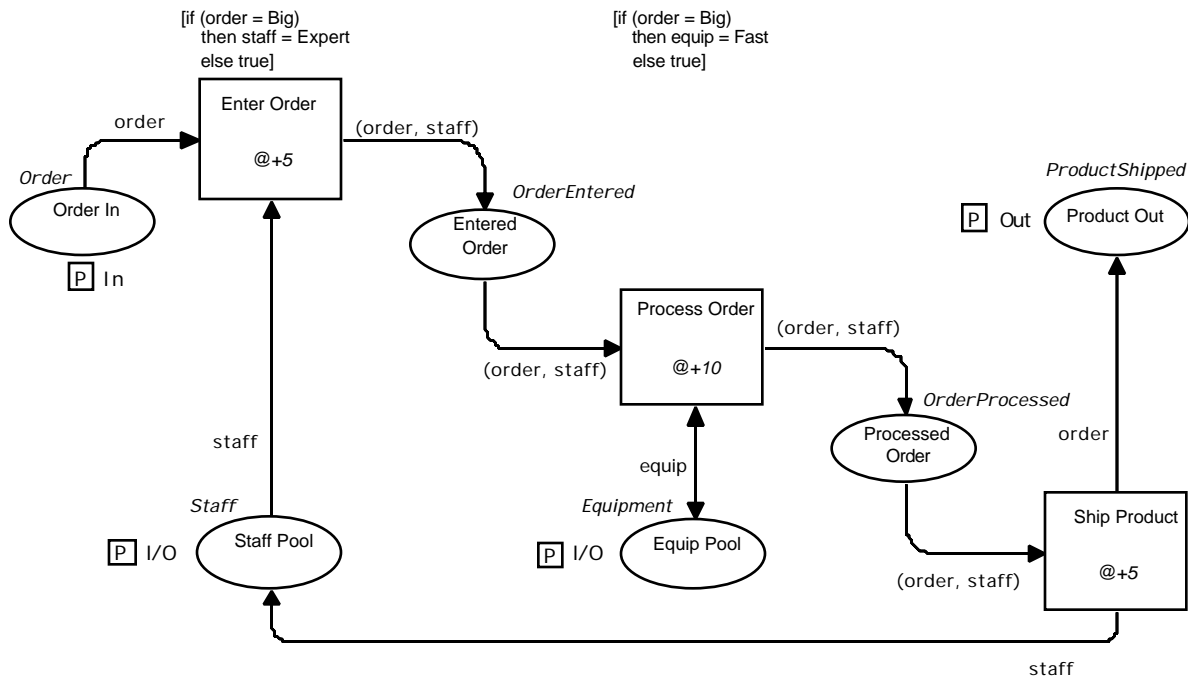 [if (order = Big)
then staff = Expert
else true]
[if (order = Big)
then equip = Fast
else true]
Enter Order
@+5
order
(order, staff)
Order
Order In
P In
OrderEntered
Entered
Order
ProductShipped
P Out
Product Out
Process Order
@+10
(order, staff)
(order, staff)
OrderProcessed
Processed
Order
staff
equip
order
Staff
P I/O
Staff Pool
Equipment
P I/O
Equip Pool
Ship Product
@+5
(order, staff)
staff